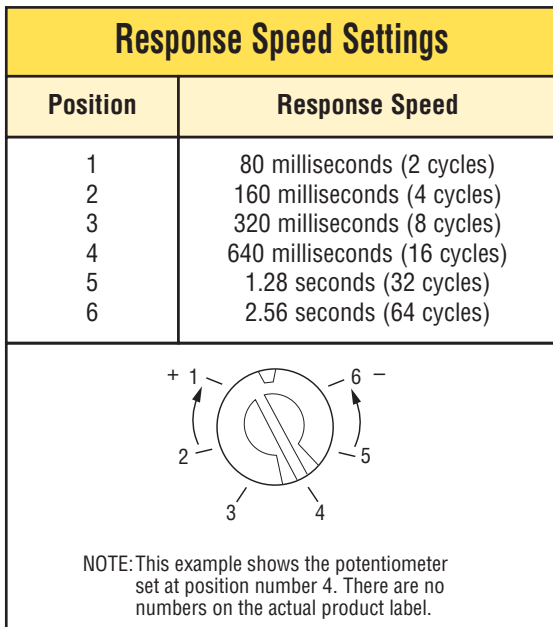 Response Speed Settings
Position Response Speed
1 80 milliseconds (2 cycles)
2 160 milliseconds (4 cycles)
3 320 milliseconds (8 cycles)
4 640 milliseconds (16 cycles)
5 1.28 seconds (32 cycles)
6 2.56 seconds (64 cycles)
+ 1 6 –
2 5
3 4
NOTE: This example shows the potentiometer
set at position number 4. There are no
numbers on the actual product label.